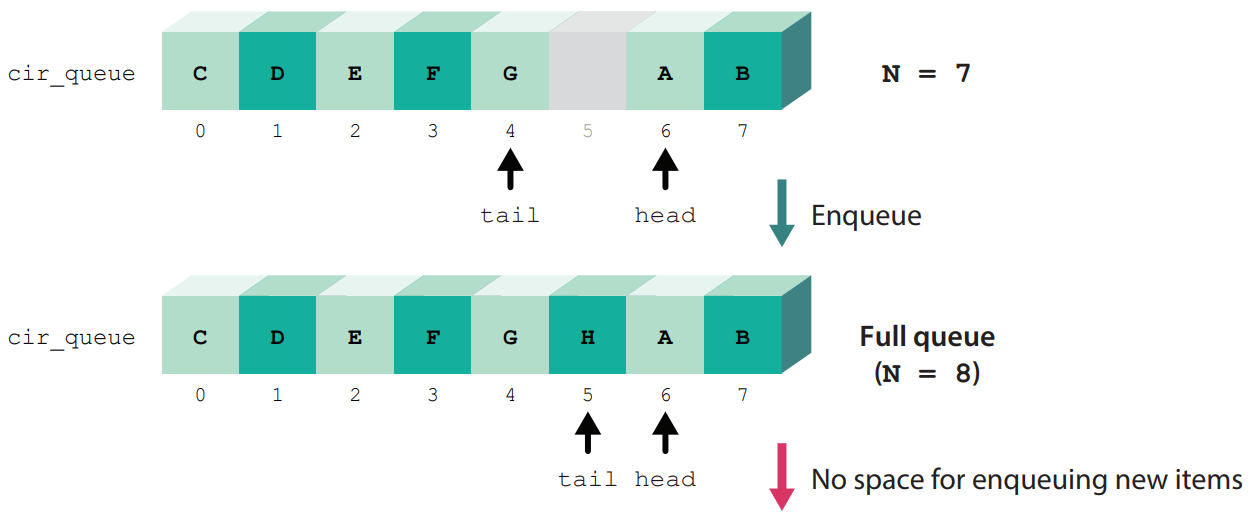 cir_queue C D E F G A B N = 7
0 1 2 3 4 5 6 7
tail head
Enqueue
cir_queue C D E F G H A B Full queue
(N = 8)
0 1 2 3 4 5 6 7
tail head
No space for enqueuing new items